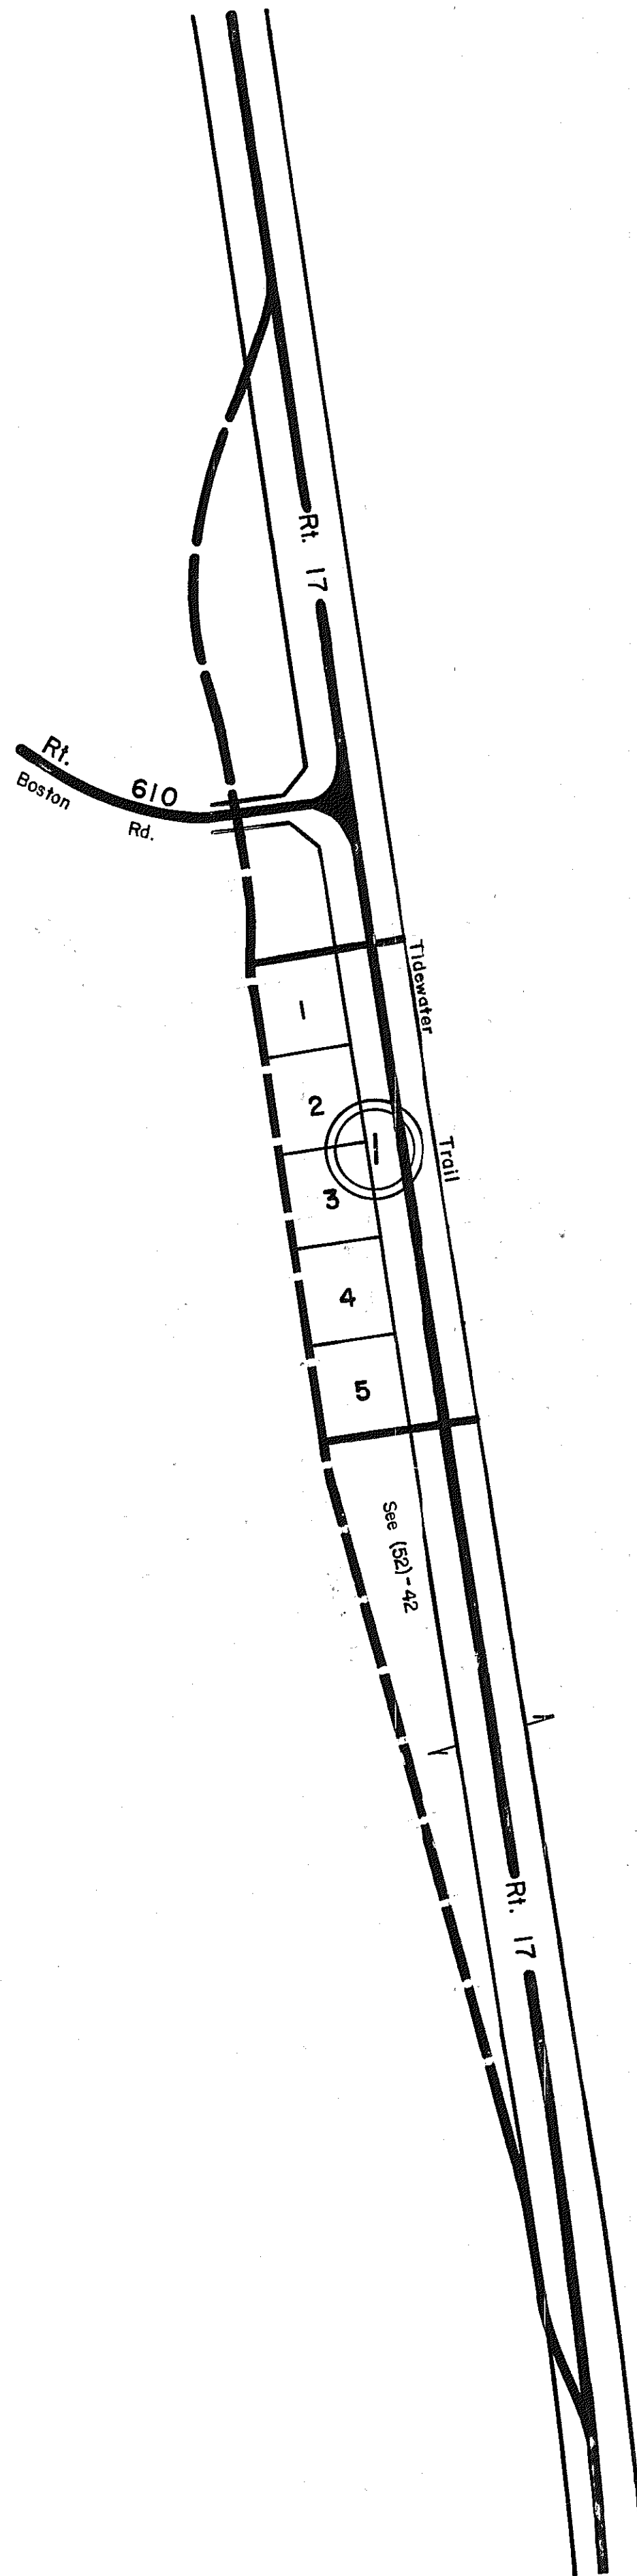 Rt. 17
Rt. 610
Boston Rd.
Tidewater Trail
1
2
1
3
4
5
See (52)-42
Rt. 17